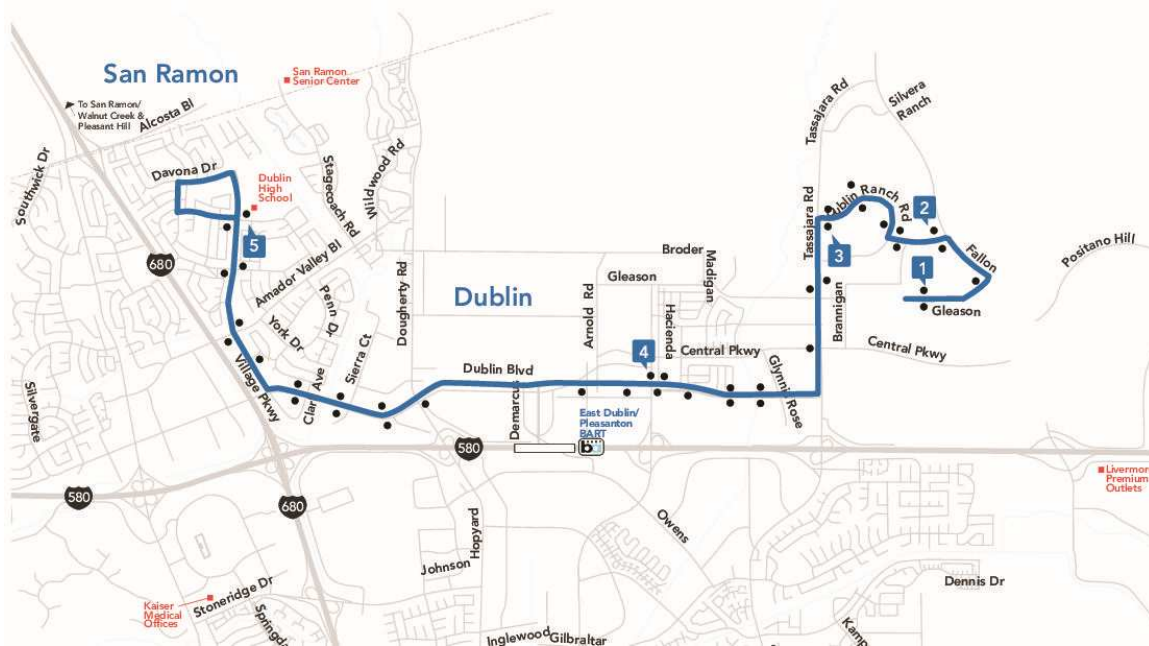 San Ramon
San Ramon
Senior Center
To San Ramon/
Walnut Creek &
Pleasant Hill
Alcosta Bl
Southwick Dr
Davona Dr
Dublin
High
School
Stagecoach Rd
Wildwood Rd
Tassajara Rd
Silvera
Ranch
Dublin Ranch Rd
Tassajara Rd
2
5
3
1
680
Amador Valley Bl
Broder
Madigan
Fallon
Positano Hill
Gleason
Gleason
Dublin
Dougherty Rd
Arnold Rd
Hacienda
Brannigan
Penn Dr
York Dr
Sierra Ct
Central Pkwy
Central Pkwy
4
Village Pkwy
Clar
Ave
Dublin Blvd
Glynnis Rose
Silvergate
Demarcus
East Dublin/
Pleasanton
BART
b
580
580
680
Livermor
Premium
Outlets
Owens
Hopyard
Johnson
Stoneridge Dr
Kaiser
Medical
Offices
Springda
Dennis Dr
Inglewood
Gilbraltar
Kamp